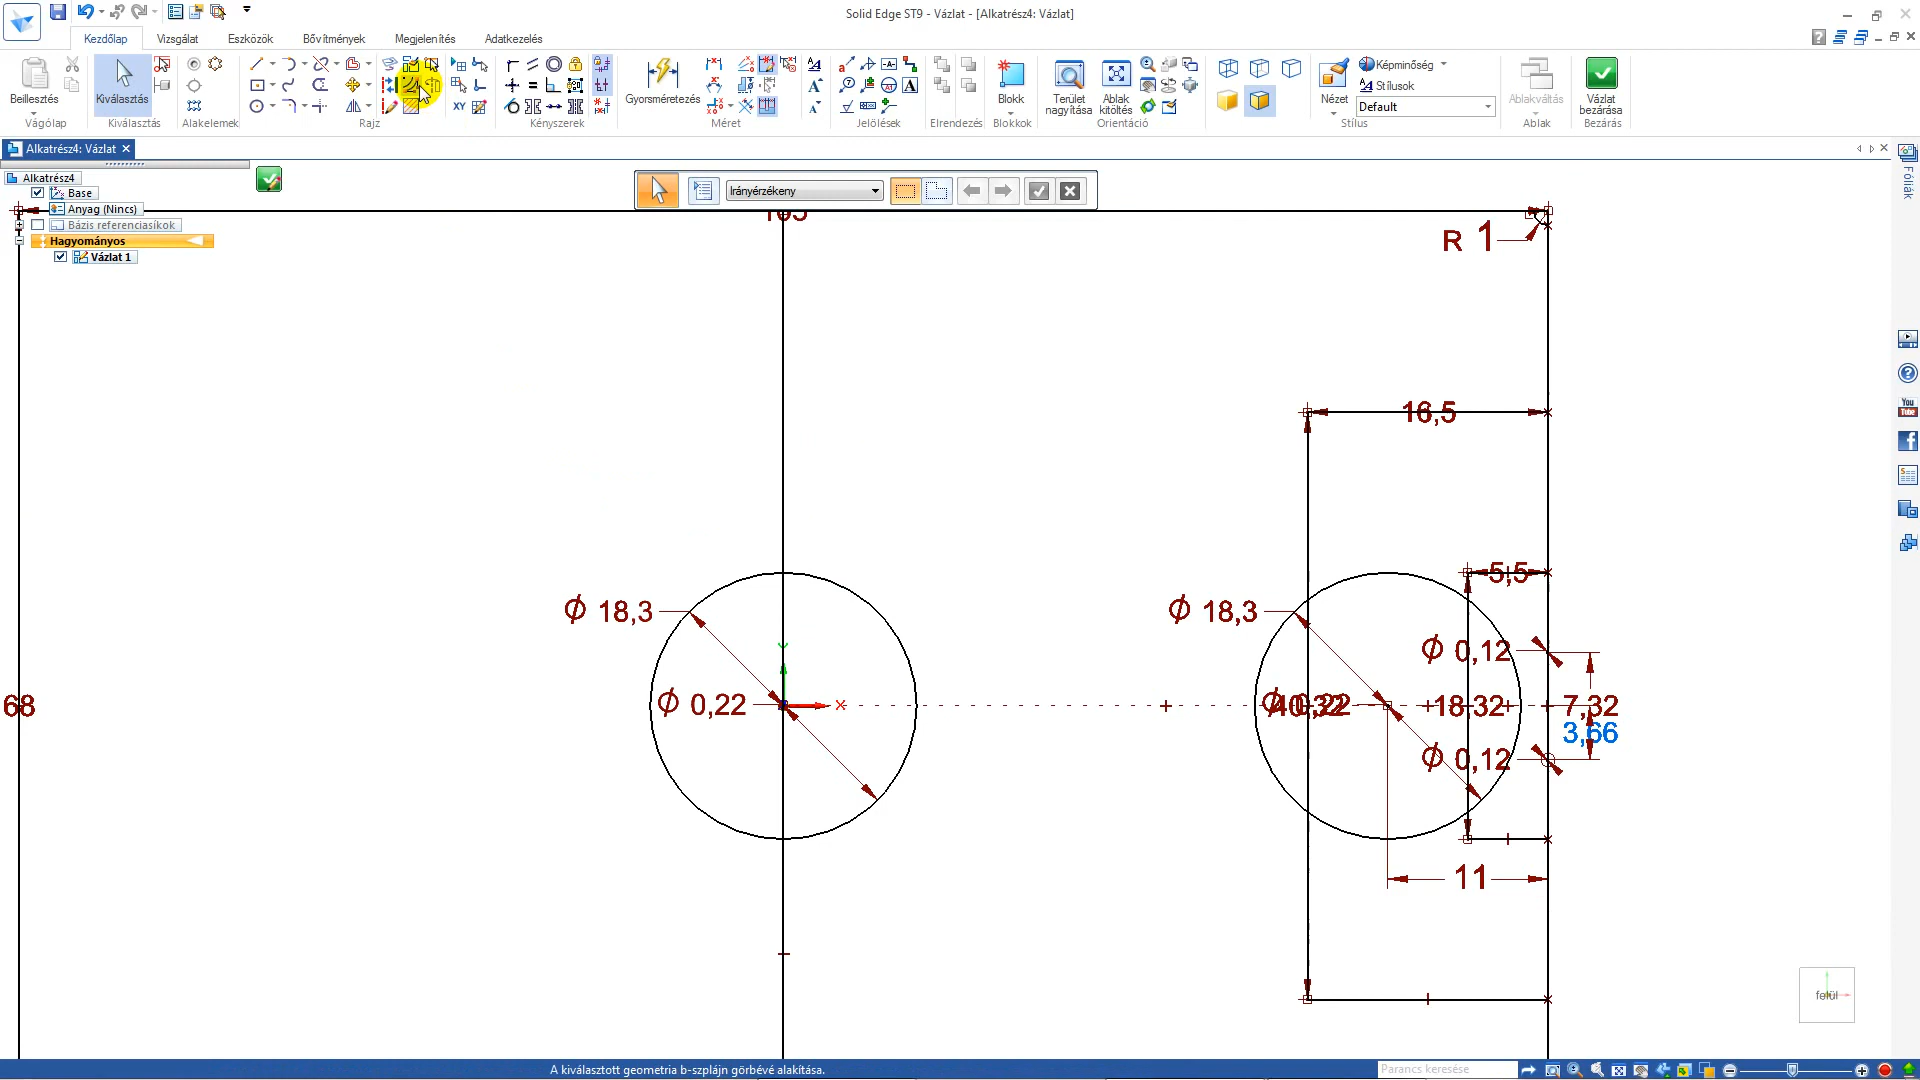 Solid Edge ST9 - Vázlat - [Alkatrész4: Vázlat]
Kezdőlap
Vizsgálat
Eszközök
Bővítmények
Megjelenítés
Adatkezelés
Beillesztés
Kiválasztás
Gyorsméretezés
Blokk
Terület nagyítása
Ablak kitöltés
Képminőség
Stílusok
Nézet
Default
Ablakváltás
Vázlat bezárása
Vágólap
Kiválasztás
Alakelemek
Rajz
Kényszerek
Méret
Jelölések
Elrendezés
Blokkok
Orientáció
Stílus
Ablak
Bezárás
Alkatrész4: Vázlat
Alkatrész4
Base
Anyag (Nincs)
Bázis referenciasíkok
Hagyományos
Vázlat 1
Irányérzékeny
Fóliák
You
Tube
R 1
16,5
5,5
Ø 18,3
Ø 18,3
Ø 0,12
68
Ø 0,22
18,32
7,32
3,66
Ø 0,12
11
felül
A kiválasztott geometria b-szplájn görbévé alakítása.
Parancs keresése